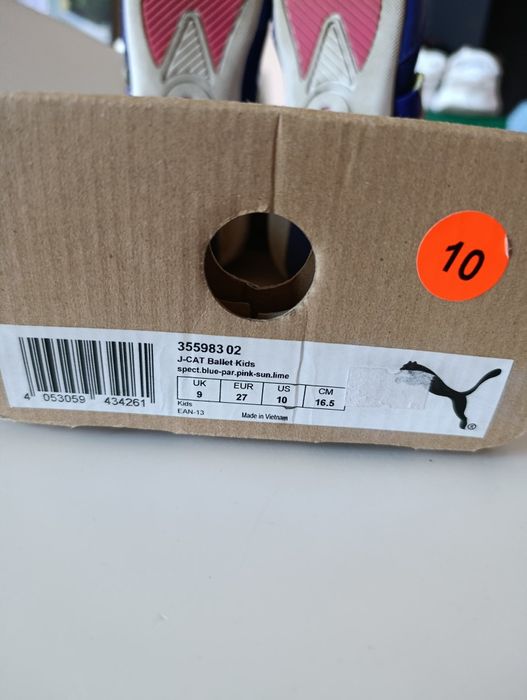 10
355983 02
J-CAT Ballet Kids
spect.blue-par.pink-sun.lime
UK EUR US CM
9 27 10 16.5
Kids
EAN-13 Made in Vietnam
4 053059 434261
®